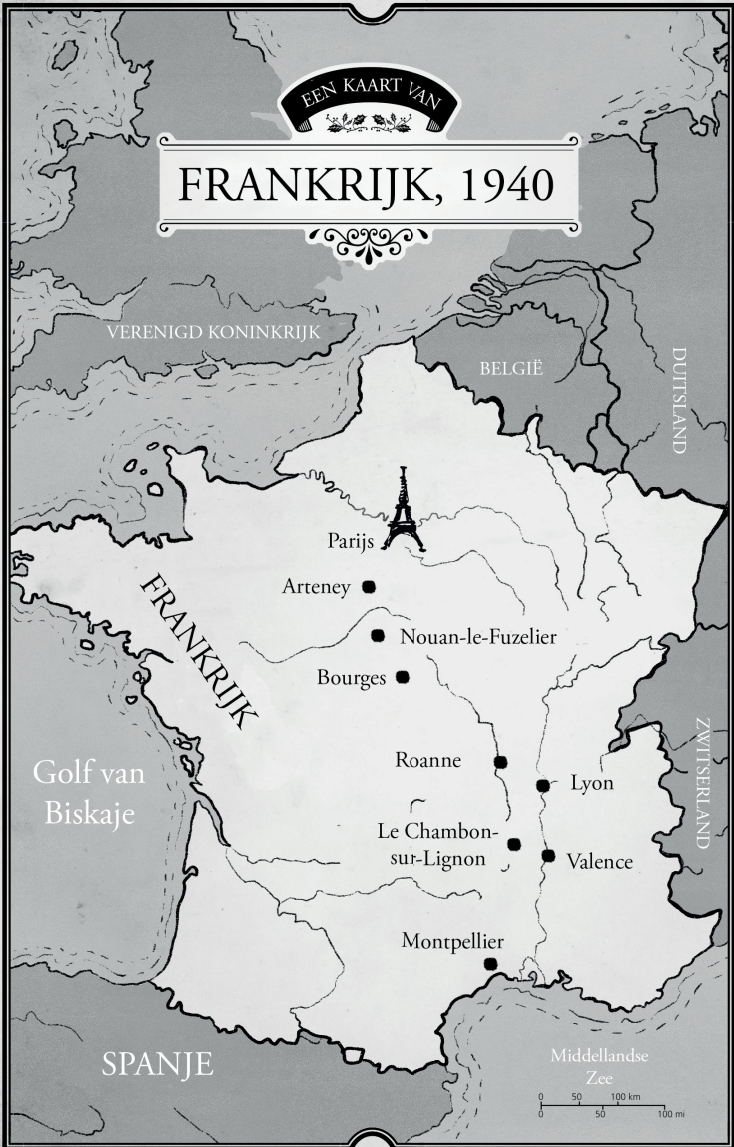 EEN KAART VAN
FRANKRIJK, 1940
VERENIGD KONINKRIJK
BELGIË
DUITSLAND
Parijs
Arteney
FRANKRIJK
Nouan-le-Fuzelier
Bourges
Golf van
Biskaje
Roanne
Lyon
ZWITSERLAND
Le Chambon-
sur-Lignon
Valence
Montpellier
SPANJE
Middellandse
Zee
0 50 100 km
0 50 100 mi